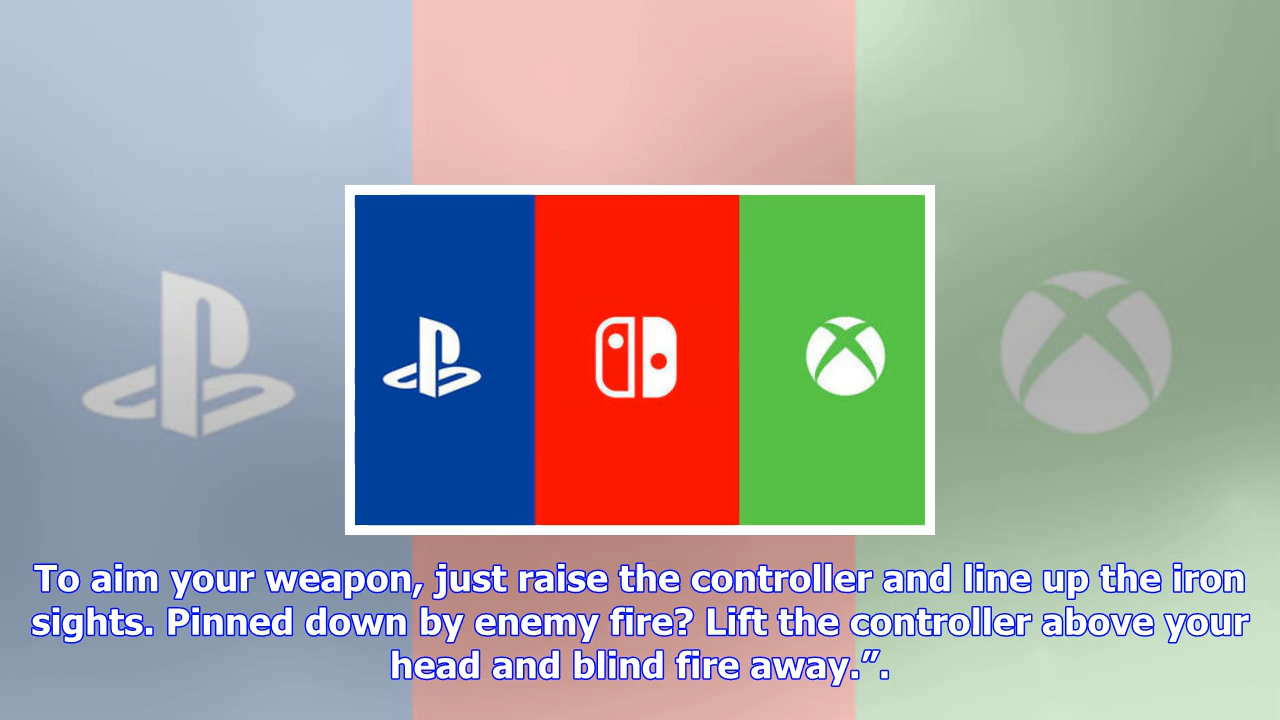 To aim your weapon, just raise the controller and line up the iron
sights. Pinned down by enemy fire? Lift the controller above your
head and blind fire away.”.